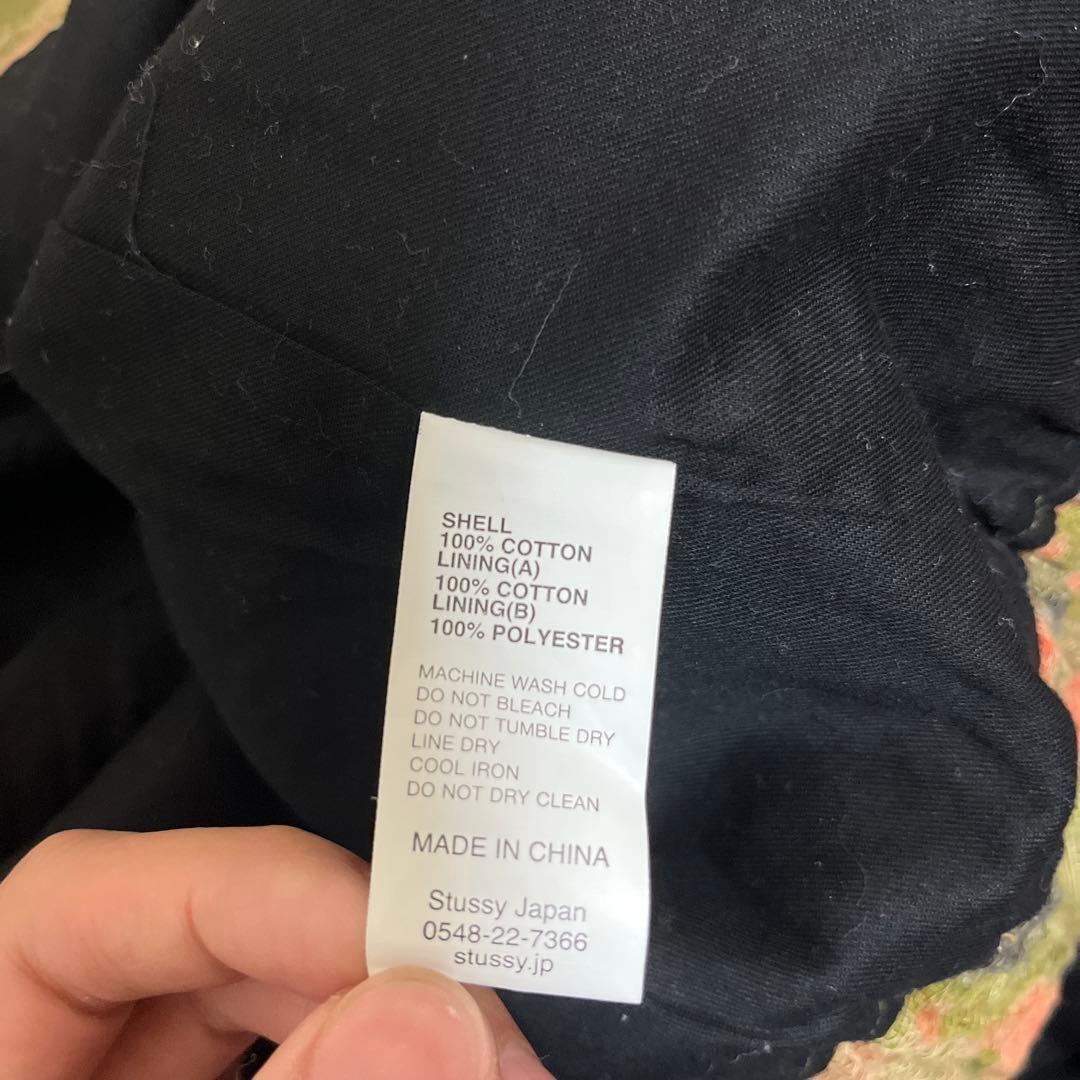 SHELL
100% COTTON
LINING(A)
100% COTTON
LINING(B)
100% POLYESTER
MACHINE WASH COLD
DO NOT BLEACH
DO NOT TUMBLE DRY
LINE DRY
COOL IRON
DO NOT DRY CLEAN
MADE IN CHINA
Stussy Japan
0548-22-7366
stussy.jp